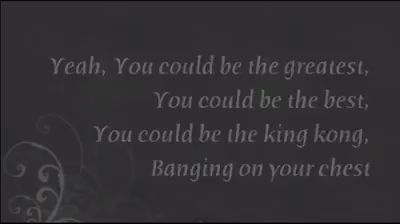 Yeah, You could be the greatest,
You could be the best,
You could be the king kong,
Banging on your chest